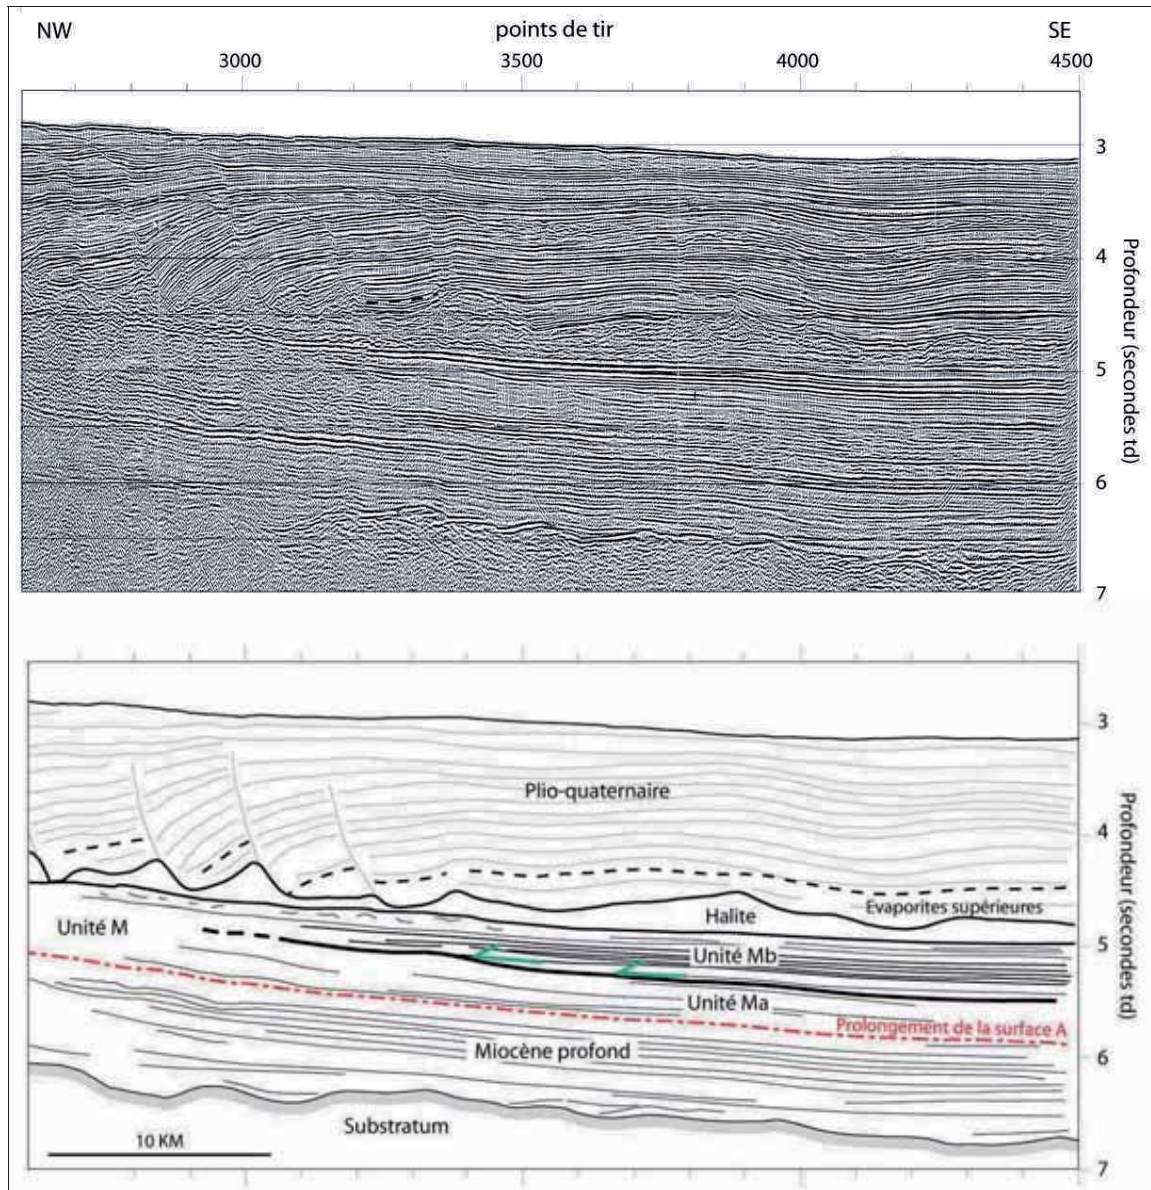 NW points de tir SE
3000 3500 4000 4500
3
4
5
6
7
Profondeur (secondes td)
3
Plio-quaternaire
4
Evaporites supérieures
Halite
Unité M
5
Unité Mb
Unité Ma
Prolongement de la surface A
Miocène profond
6
Substratum
10 KM
7
Profondeur (secondes td)